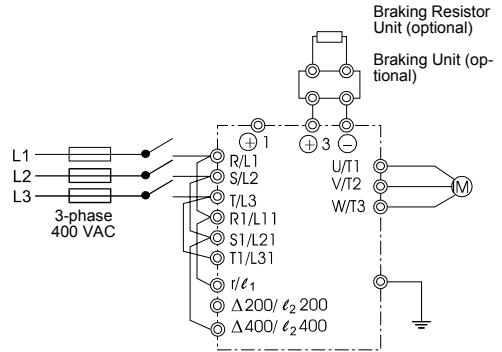 Braking Resistor
Unit (optional)
Braking Unit (op-
tional)
+ 1
+ 3 −
L1
L2
L3
3-phase
400 VAC
R/L1
S/L2
T/L3
R1/L11
S1/L21
T1/L31
r/ℓ1
Δ200/ℓ2 200
Δ400/ℓ2 400
U/T1
V/T2
W/T3
M